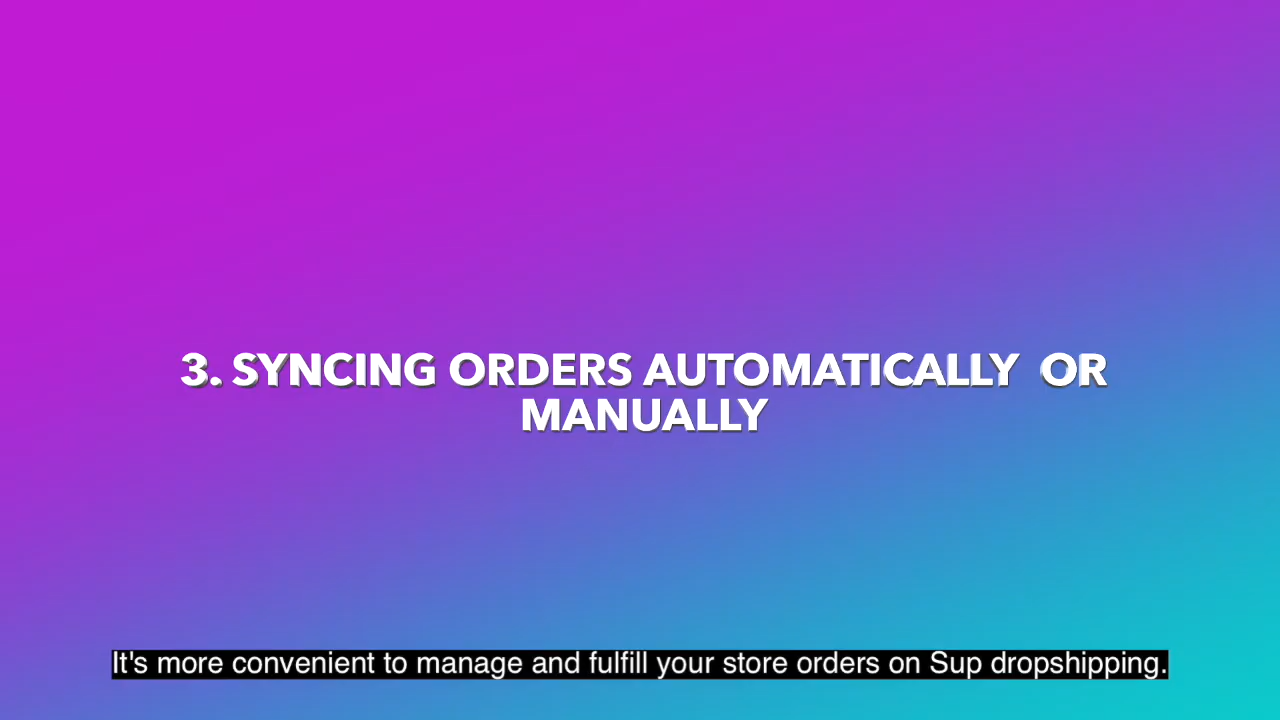 3. SYNCING ORDERS AUTOMATICALLY OR
MANUALLY
It's more convenient to manage and fulfill your store orders on Sup dropshipping.